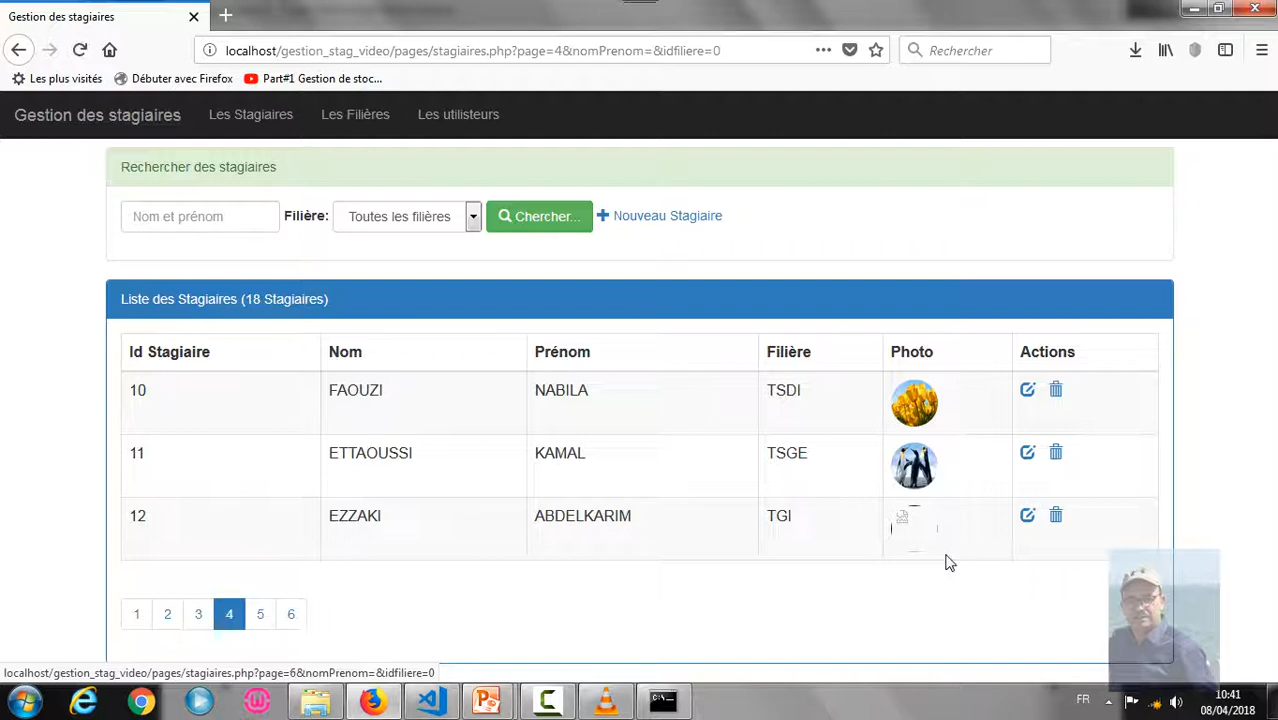 Gestion des stagiaires
localhost/gestion_stag_video/pages/stagiaires.php?page=4&nomPrenom=&idfiliere=0
Rechercher
Les plus visités Débuter avec Firefox Part#1 Gestion de stoc...
Gestion des stagiaires Les Stagiaires Les Filières Les utilisteurs
Rechercher des stagiaires
Nom et prénom Filière: Toutes les filières Chercher... Nouveau Stagiaire
Liste des Stagiaires (18 Stagiaires)
Id Stagiaire Nom Prénom Filière Photo Actions
10 FAOUZI NABILA TSDI
11 ETTAOUSSI KAMAL TSGE
12 EZZAKI ABDELKARIM TGI
1 2 3 4 5 6
localhost/gestion_stag_video/pages/stagiaires.php?page=6&nomPrenom=&idfiliere=0
FR 10:41
08/04/2018